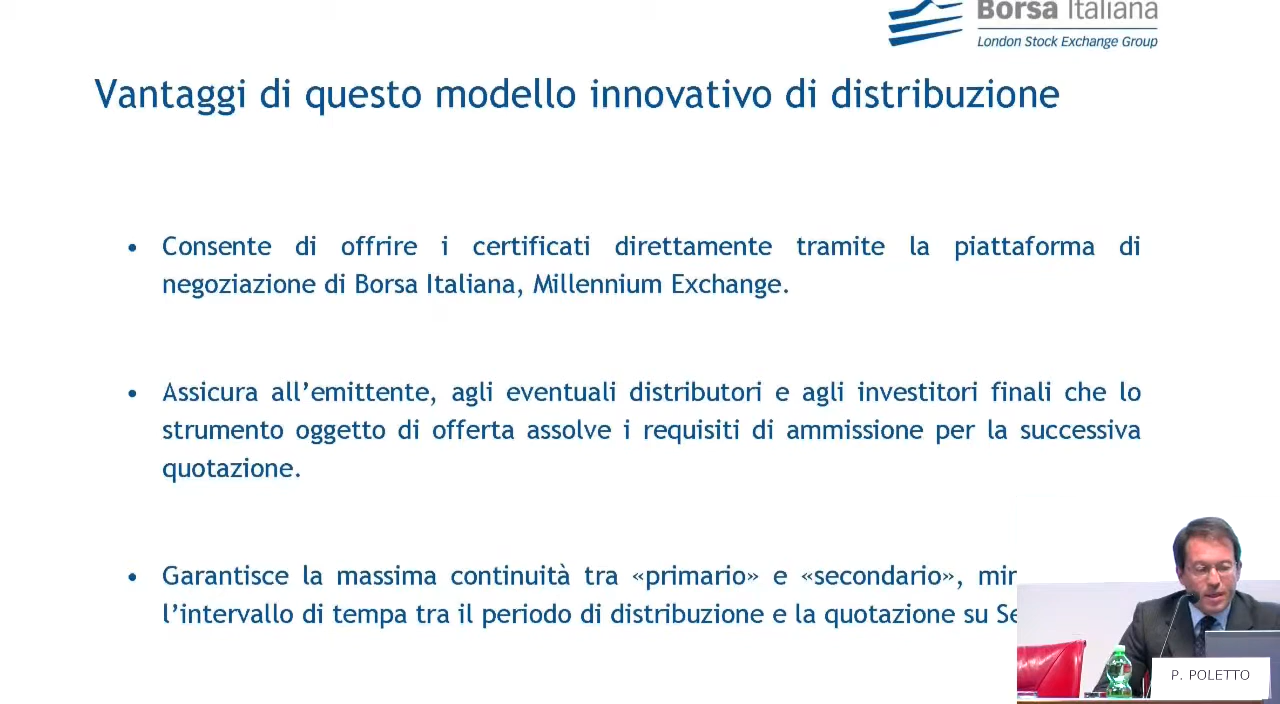 Borsa Italiana
London Stock Exchange Group
Vantaggi di questo modello innovativo di distribuzione
• Consente di offrire i certificati direttamente tramite la piattaforma di
negoziazione di Borsa Italiana, Millennium Exchange.
• Assicura all’emittente, agli eventuali distributori e agli investitori finali che lo
strumento oggetto di offerta assolve i requisiti di ammissione per la successiva
quotazione.
• Garantisce la massima continuità tra «primario» e «secondario»,
l’intervallo di tempa tra il periodo di distribuzione e la quotazione su
P. POLETTO